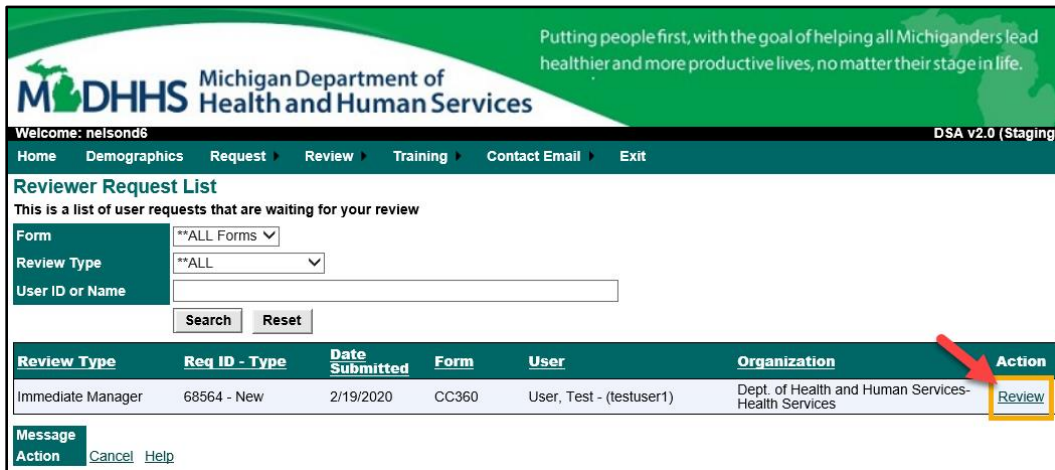 Putting people first, with the goal of helping all Michiganders lead
healthier and more productive lives, no matter their stage in life.
MDHHS Michigan Department of
Health and Human Services
Welcome: nelsond6 DSA v2.0 (Staging
Home Demographics Request Review Training Contact Email Exit
Reviewer Request List
This is a list of user requests that are waiting for your review
Form **ALL Forms
Review Type **ALL
User ID or Name
Search Reset
Review Type Req ID - Type Date Submitted Form User Organization Action
Immediate Manager 68564 - New 2/19/2020 CC360 User, Test - (testuser1) Dept. of Health and Human Services-
Health Services Review
Message
Action Cancel Help